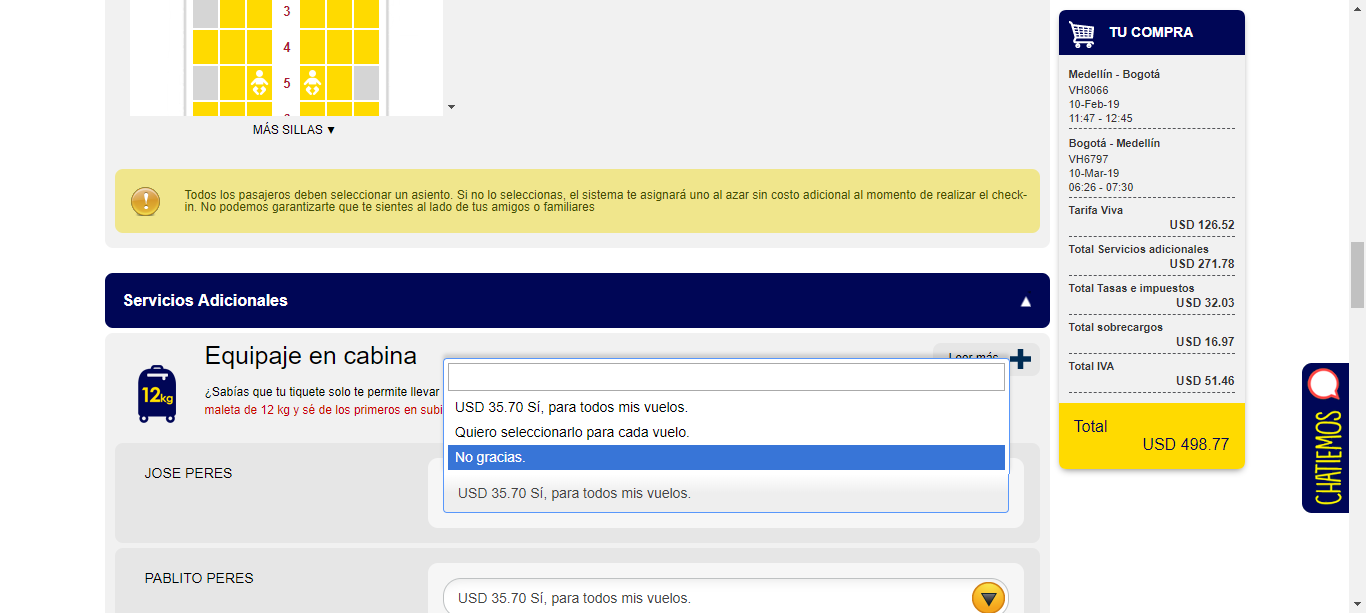 3
4
5
MÁS SILLAS ▼
Todos los pasajeros deben seleccionar un asiento. Si no lo seleccionas, el sistema te asignará uno al azar sin costo adicional al momento de realizar el check-
in. No podemos garantizarte que te sientes al lado de tus amigos o familiares
Servicios Adicionales
Equipaje en cabina
Leer más
12kg
¿Sabías que tu tiquete solo te permite llevar
maleta de 12 kg y sé de los primeros en subi
USD 35.70 Sí, para todos mis vuelos.
Quiero seleccionarlo para cada vuelo.
No gracias.
JOSE PERES
USD 35.70 Sí, para todos mis vuelos.
PABLITO PERES
USD 35.70 Sí, para todos mis vuelos.
TU COMPRA
Medellín - Bogotá
VH8066
10-Feb-19
11:47 - 12:45
Bogotá - Medellín
VH6797
10-Mar-19
06:26 - 07:30
Tarifa Viva
USD 126.52
Total Servicios adicionales
USD 271.78
Total Tasas e impuestos
USD 32.03
Total sobrecargos
USD 16.97
Total IVA
USD 51.46
Total
USD 498.77
CHATIEMOS